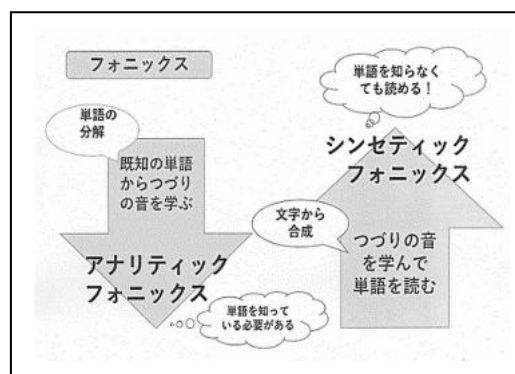 フォニックス
単語の
分解
既知の単語
からつづり
の音を学ぶ
アナリティック
フォニックス
単語を知って
いる必要がある
単語を知らなく
ても読める！
シンセティック
フォニックス
文字から
合成
つづりの音
を学んで
単語を読む